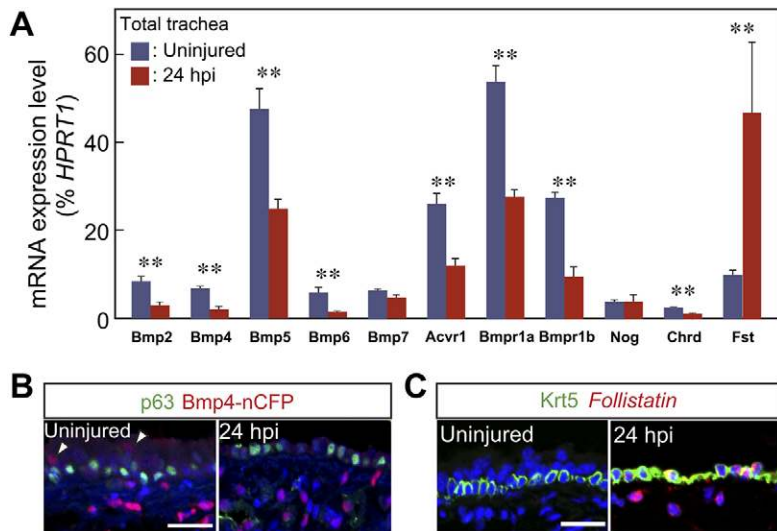 A
Total trachea
: Uninjured
: 24 hpi
mRNA expression level
(% HPRT1)
60
40
20
0
**
**
**
**
**
**
**
**
**
Bmp2 Bmp4 Bmp5 Bmp6 Bmp7 Acvr1 Bmpr1a Bmpr1b Nog Chrd Fst
B
p63 Bmp4-nCFP
Uninjured
24 hpi
C
Krt5 Follistatin
Uninjured
24 hpi